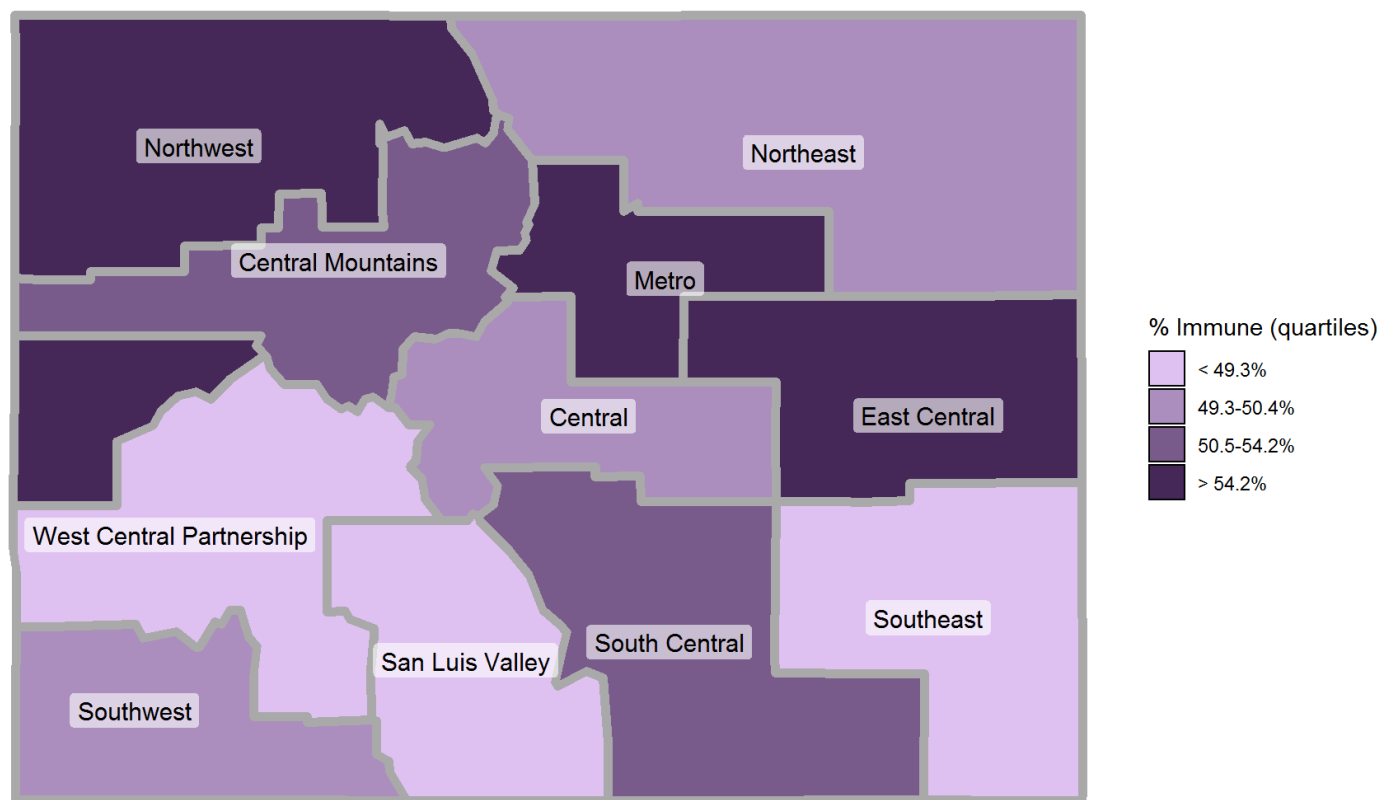 Northwest
Northeast
Central Mountains
Metro
% Immune (quartiles)
< 49.3%
49.3-50.4%
50.5-54.2%
> 54.2%
Central
East Central
West Central Partnership
Southeast
South Central
San Luis Valley
Southwest